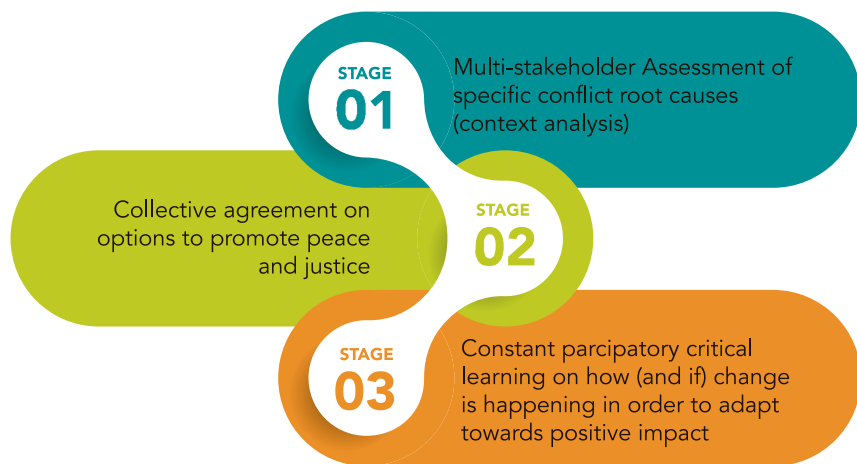 STAGE
01
Multi-stakeholder Assessment of
specific conflict root causes
(context analysis)
Collective agreement on
options to promote peace
and justice
STAGE
02
STAGE
03
Constant parcipatory critical
learning on how (and if) change
is happening in order to adapt
towards positive impact